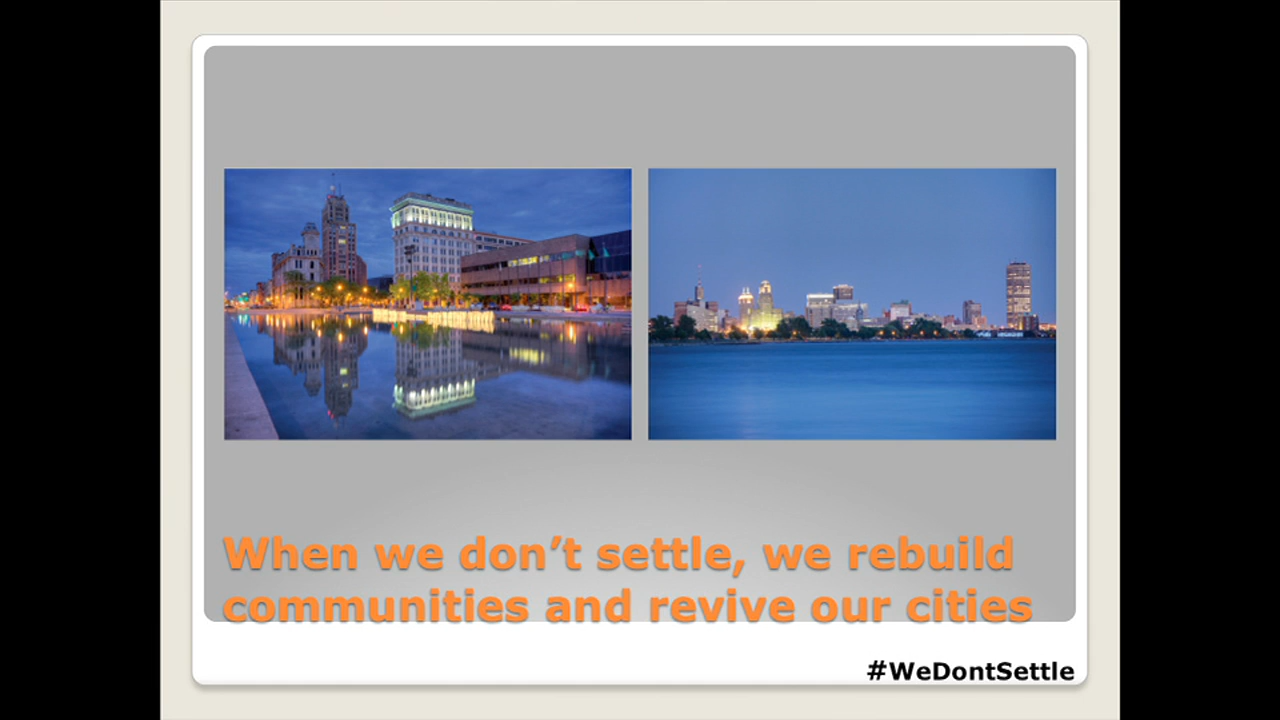 When we don’t settle, we rebuild
communities and revive our cities
#WeDontSettle